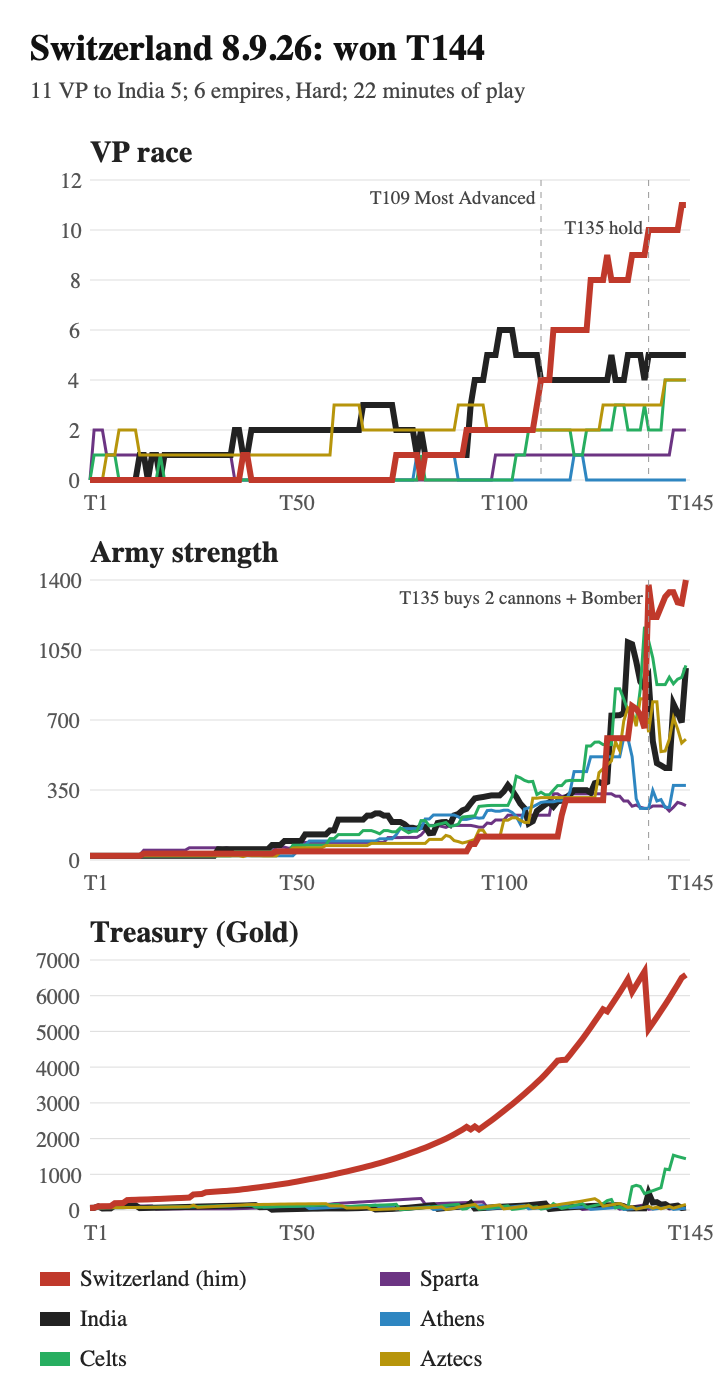 Switzerland 8.9.26: won T144
11 VP to India 5; 6 empires, Hard; 22 minutes of play
VP race
12
T109 Most Advanced
10
T135 hold
8
6
4
2
0
T1 T50 T100 T145
Army strength
1400
T135 buys 2 cannons + Bomber
1050
700
350
0
T1 T50 T100 T145
Treasury (Gold)
7000
6000
5000
4000
3000
2000
1000
0
T1 T50 T100 T145
Switzerland (him) Sparta
India Athens
Celts Aztecs